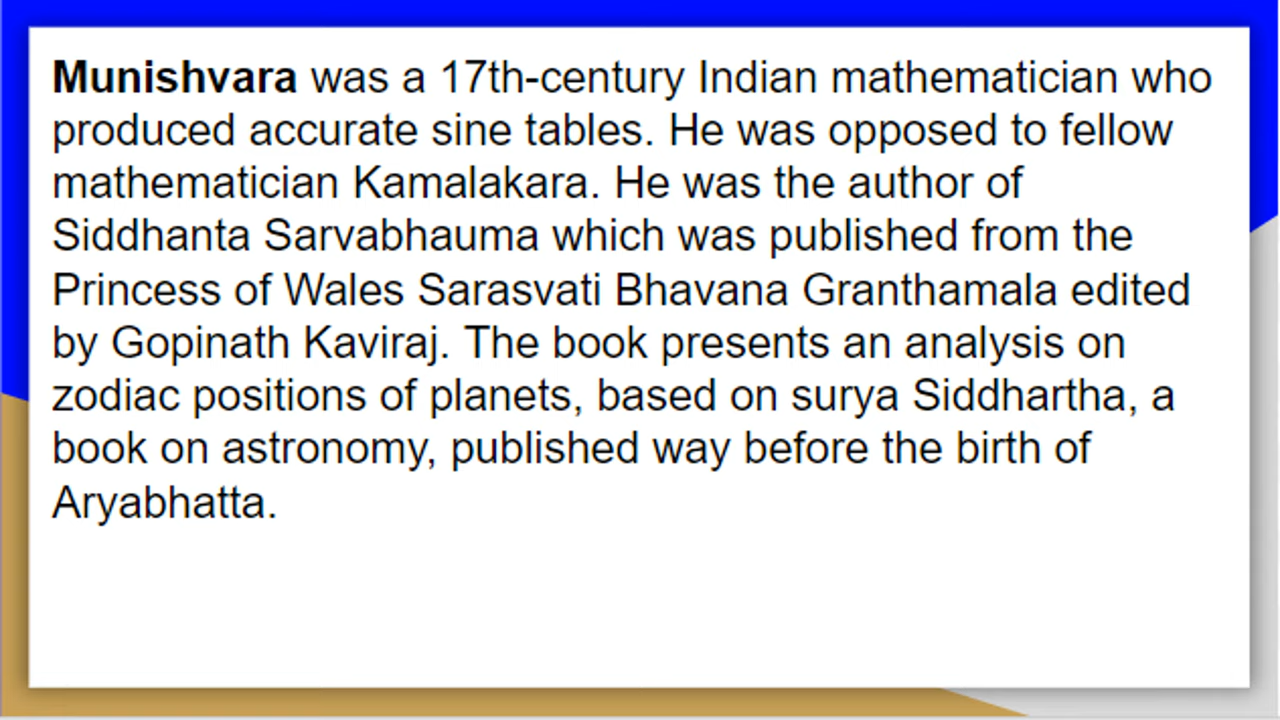 Munishvara was a 17th-century Indian mathematician who
produced accurate sine tables. He was opposed to fellow
mathematician Kamalakara. He was the author of
Siddhanta Sarvabhauma which was published from the
Princess of Wales Sarasvati Bhavana Granthamala edited
by Gopinath Kaviraj. The book presents an analysis on
zodiac positions of planets, based on surya Siddhartha, a
book on astronomy, published way before the birth of
Aryabhatta.